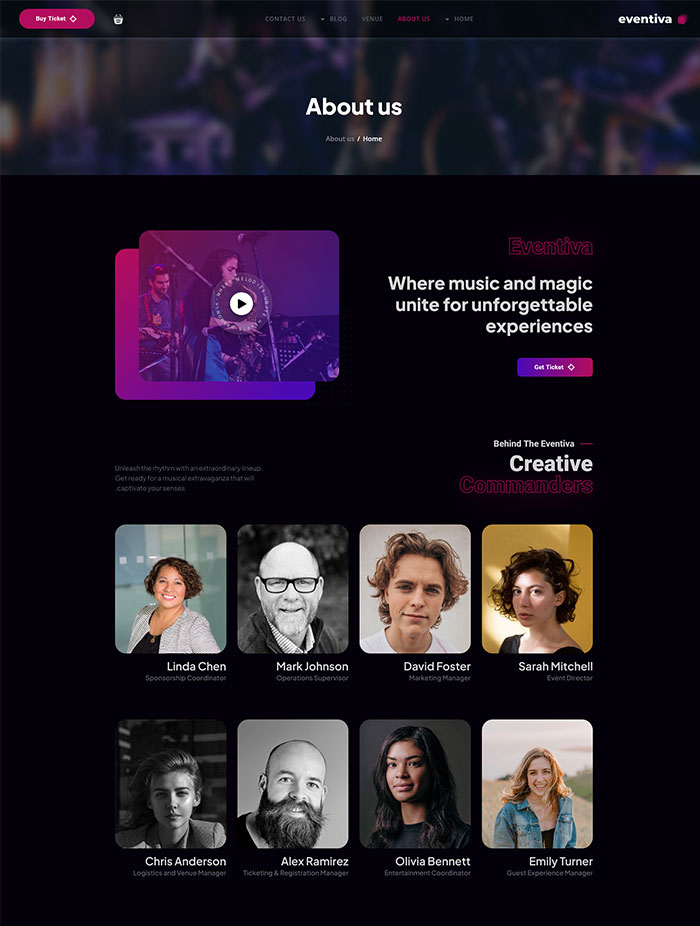 Buy Ticket
CONTACT US
BLOG
VENUE
ABOUT US
HOME
eventiva
About us
About us / Home
Eventiva
Where music and magic
unite for unforgettable
experiences
Get Ticket
Behind The Eventiva
Creative
Commanders
Unleash the rhythm with an extraordinary lineup.
Get ready for a musical extravaganza that will
.captivate your senses
Linda Chen
Sponsorship Coordinator
Mark Johnson
Operations Supervisor
David Foster
Marketing Manager
Sarah Mitchell
Event Director
Chris Anderson
Logistics and Venue Manager
Alex Ramirez
Ticketing & Registration Manager
Olivia Bennett
Entertainment Coordinator
Emily Turner
Guest Experience Manager